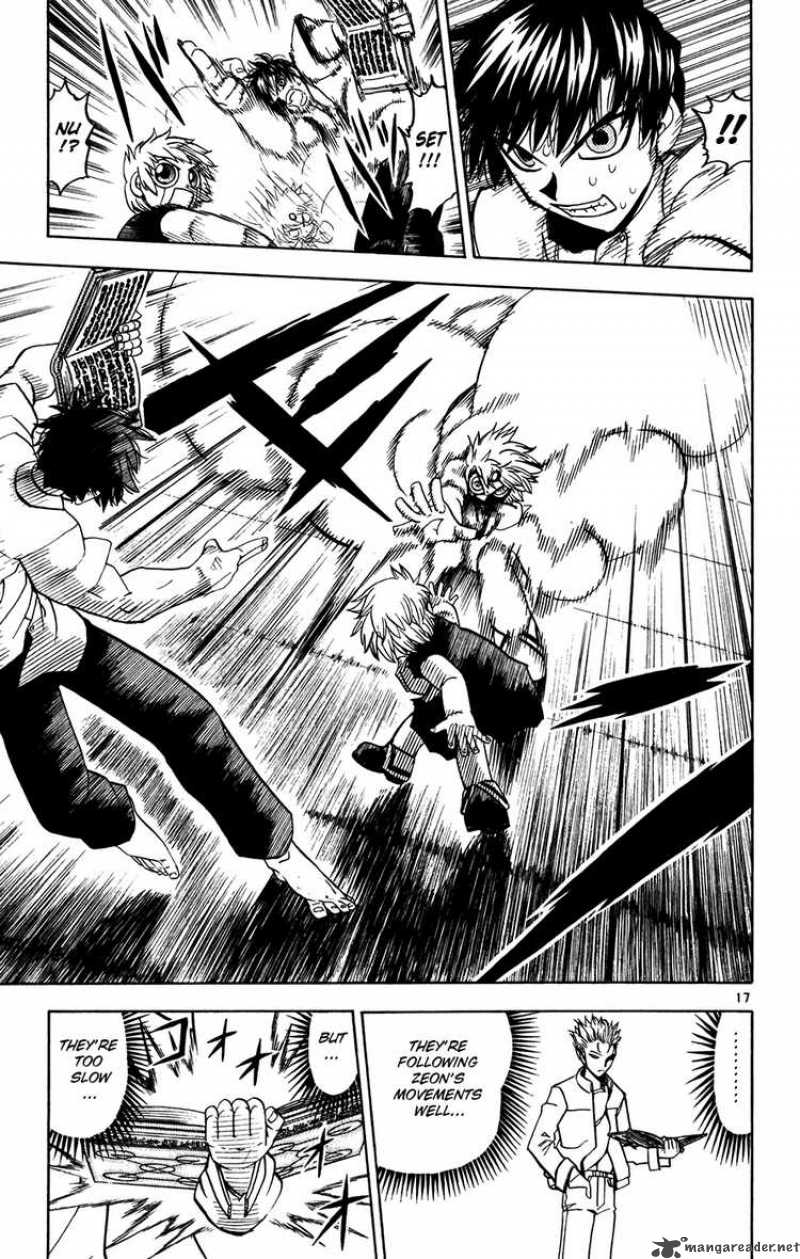 !!
SET
!!!
NU
!?
17
.......
THEY'RE
FOLLOWING
ZEON'S
MOVEMENTS
WELL...
BUT
...
THEY'RE
TOO
SLOW
...
mangareader.net